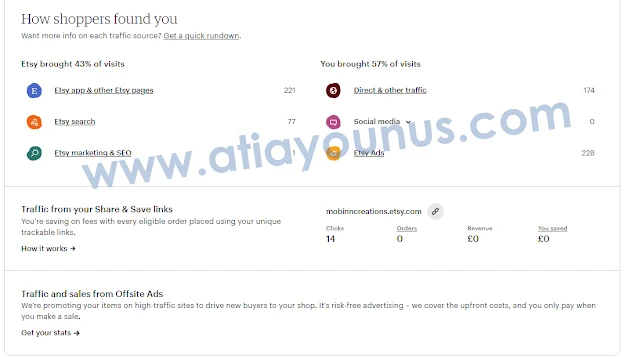 How shoppers found you
Want more info on each traffic source? Get a quick rundown.
Etsy brought 43% of visits
Etsy app & other Etsy pages 221
Etsy search 77
Etsy marketing & SEO 1
You brought 57% of visits
Direct & other traffic 174
Social media 0
Etsy Ads 228
www.atiayounus.com
Traffic from your Share & Save links
You're saving on fees with every eligible order placed using your unique
trackable links.
How it works →
mobinncreations.etsy.com
Clicks Orders Revenue You saved
14 0 £0 £0
Traffic and sales from Offsite Ads
We're promoting your items on high-traffic sites to drive new buyers to your shop. It's risk-free advertising – we cover the upfront costs, and you only pay when
you make a sale.
Get your stats →